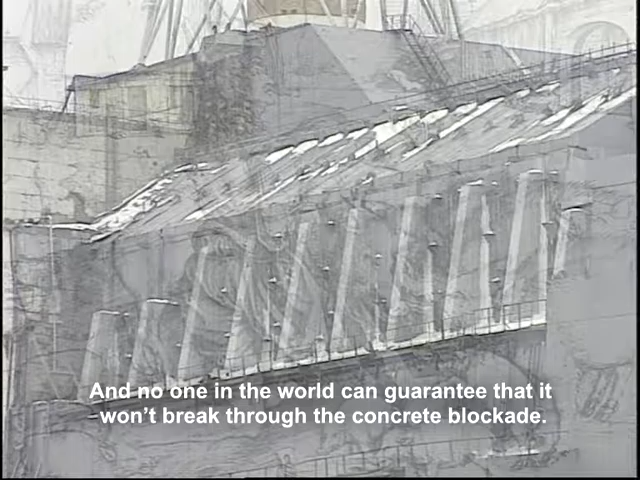 And no one in the world can guarantee that it
won't break through the concrete blockade.